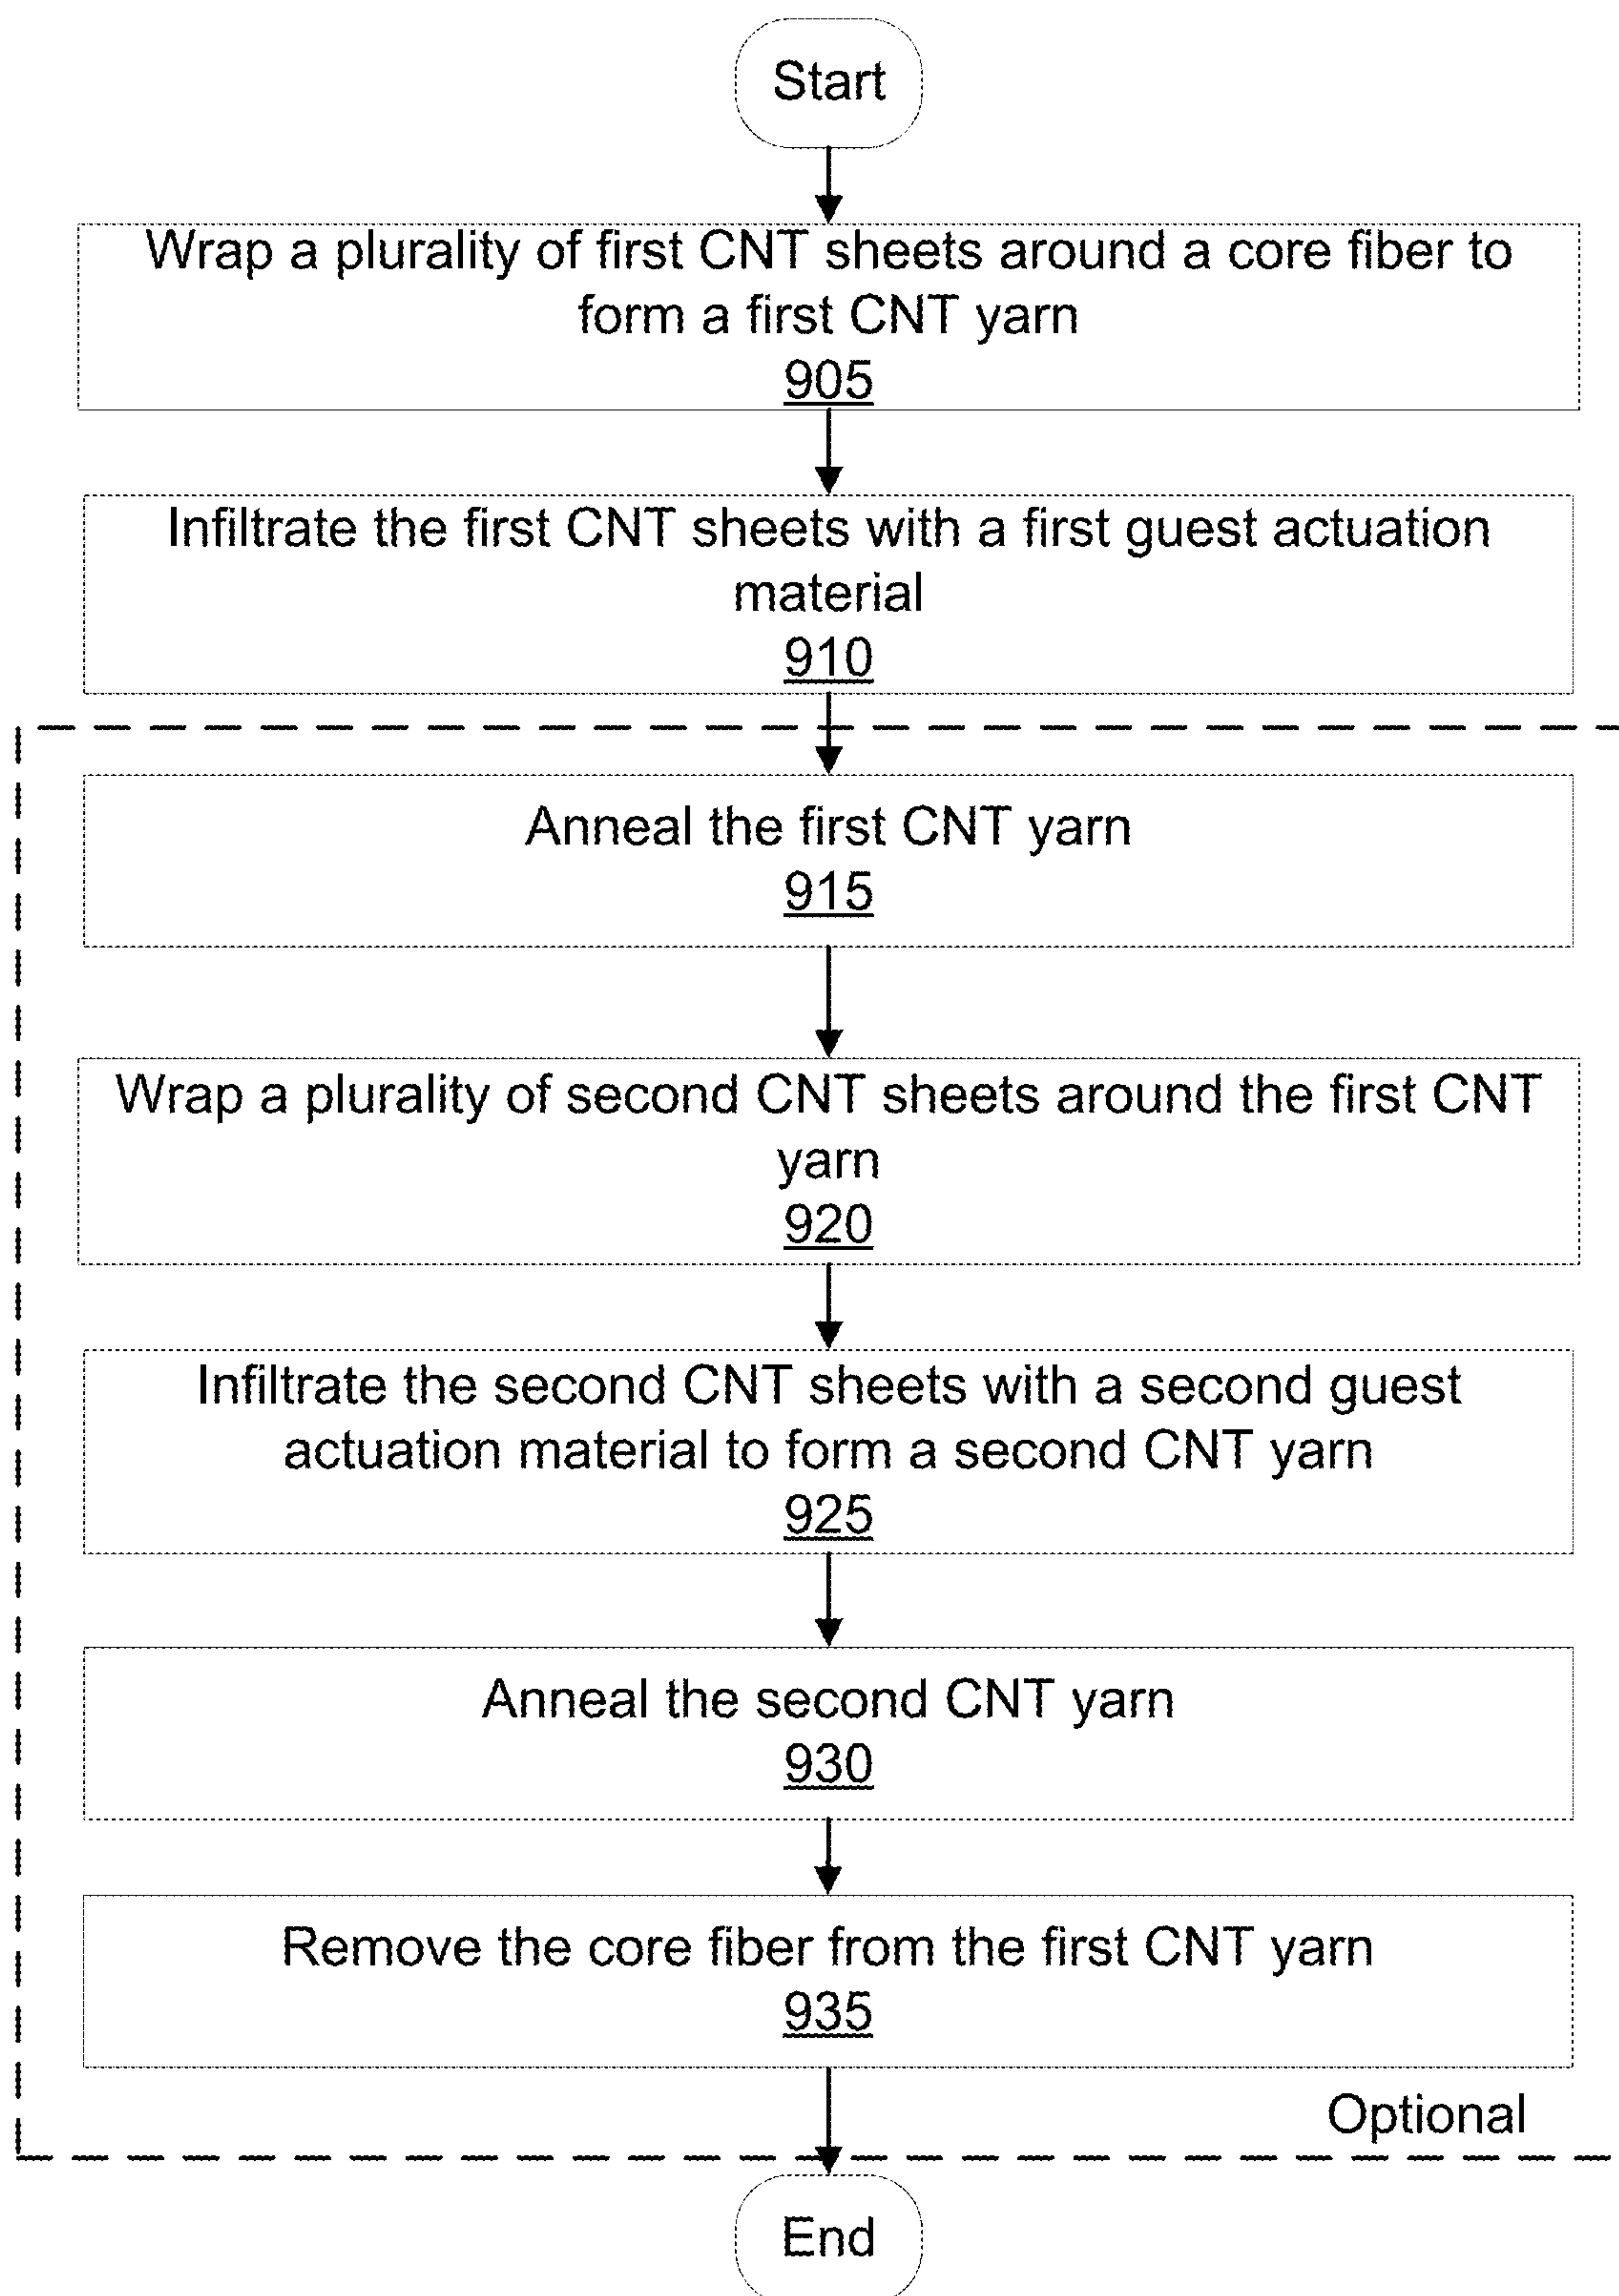 Start
Wrap a plurality of first CNT sheets around a core fiber to
form a first CNT yarn
905
Infiltrate the first CNT sheets with a first guest actuation
material
910
Anneal the first CNT yarn
915
Wrap a plurality of second CNT sheets around the first CNT
yarn
920
Infiltrate the second CNT sheets with a second guest
actuation material to form a second CNT yarn
925
Anneal the second CNT yarn
930
Remove the core fiber from the first CNT yarn
935
Optional
End